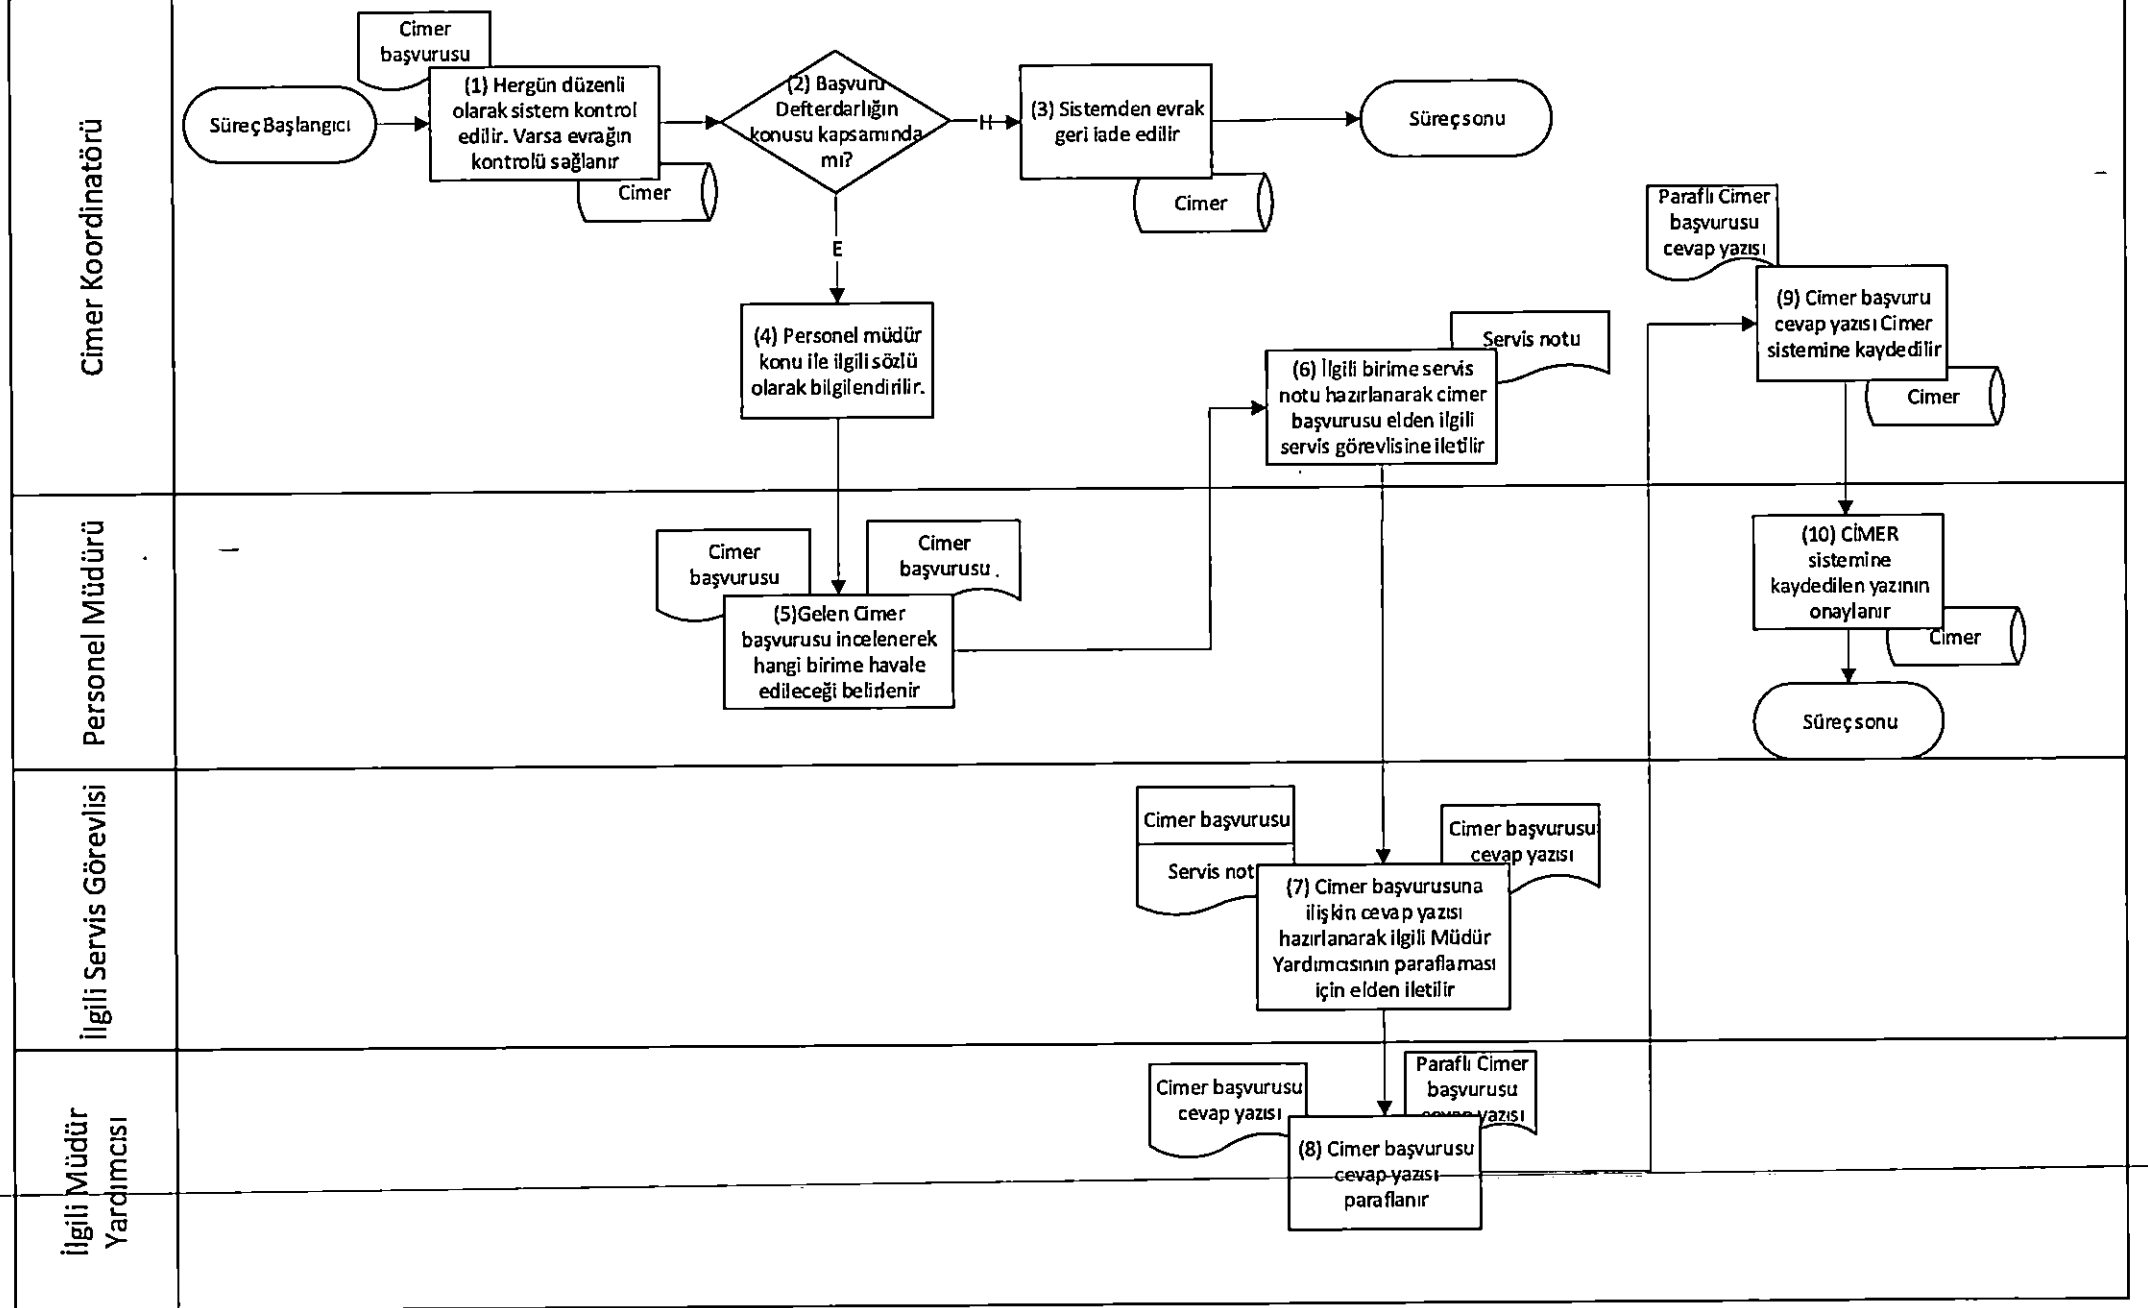 Cimer Koordinatörü
Cimer
başvurusu
Süreç Başlangıcı
(1) Hergün düzenli
olarak sistem kontrol
edilir. Varsa evrağın
kontrolü sağlanır
Cimer
(2) Başvuru
Defterdarlığın
konusu kapsamında
mı?
H
(3) Sistemden evrak
geri iade edilir
Cimer
Süreç sonu
E
(4) Personel müdür
konu ile ilgili sözlü
olarak bilgilendirilir.
Servis notu
(6) İlgili birime servis
notu hazırlanarak cimer
başvurusu elden ilgili
servis görevlisine iletilir
Paraflı Cimer
başvurusu
cevap yazısı
(9) Cimer başvuru
cevap yazısı Cimer
sistemine kaydedilir
Cimer
Personel Müdürü
Cimer
başvurusu
Cimer
başvurusu
(5)Gelen Cimer
başvurusu incelenerek
hangi birime havale
edileceği belirlenir
(10) CİMER
sistemine
kaydedilen yazının
onaylanır
Cimer
Süreç sonu
İlgili Servis Görevlisi
Cimer başvurusu
Servis not
Cimer başvurusu
cevap yazısı
(7) Cimer başvurusuna
ilişkin cevap yazısı
hazırlanarak ilgili Müdür
Yardımcısının paraflaması
için elden iletilir
İlgili Müdür
Yardımcısı
Cimer başvurusu
cevap yazısı
Paraflı Cimer
başvurusu
cevap yazısı
(8) Cimer başvurusu
cevap yazısı
paraflanır